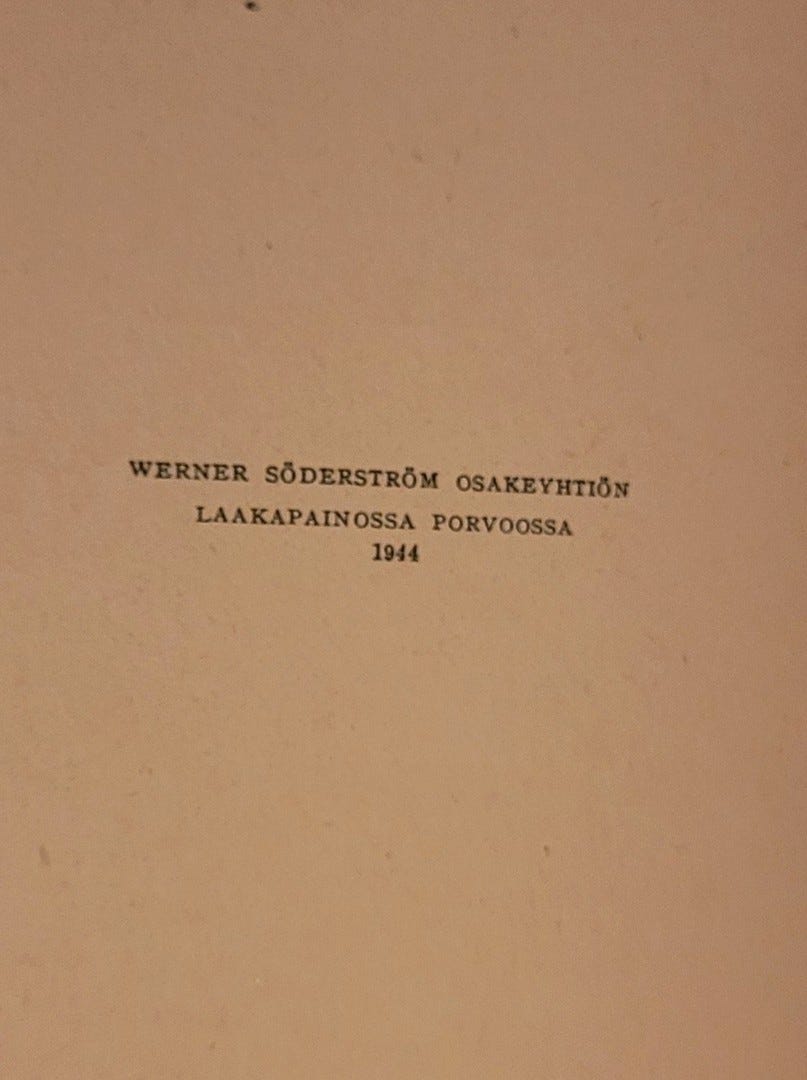 WERNER SÖDERSTRÖM OSAKEYHTIÖN
LAAKAPAINOSSA PORVOOSSA
1944